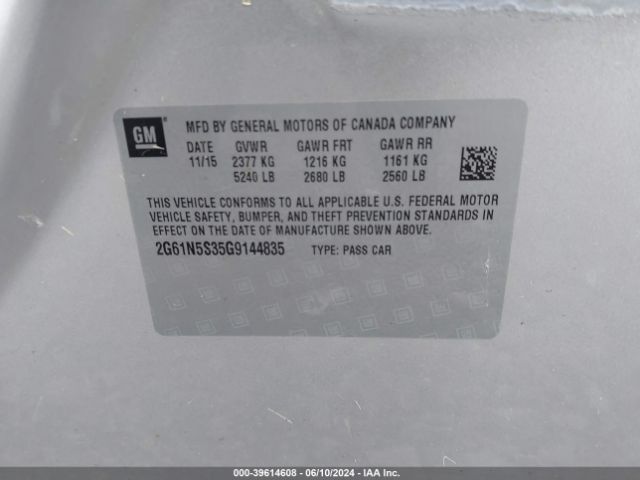 GM ®
MFD BY GENERAL MOTORS OF CANADA COMPANY
DATE GVWR GAWR FRT GAWR RR
11/15 2377 KG 1216 KG 1161 KG
5240 LB 2680 LB 2560 LB
THIS VEHICLE CONFORMS TO ALL APPLICABLE U.S. FEDERAL MOTOR
VEHICLE SAFETY, BUMPER, AND THEFT PREVENTION STANDARDS
IN EFFECT ON THE DATE OF MANUFACTURE SHOWN ABOVE.
2G61N5S35G9144835 TYPE: PASS CAR
000-39614608 - 06/10/2024 - IAA Inc.